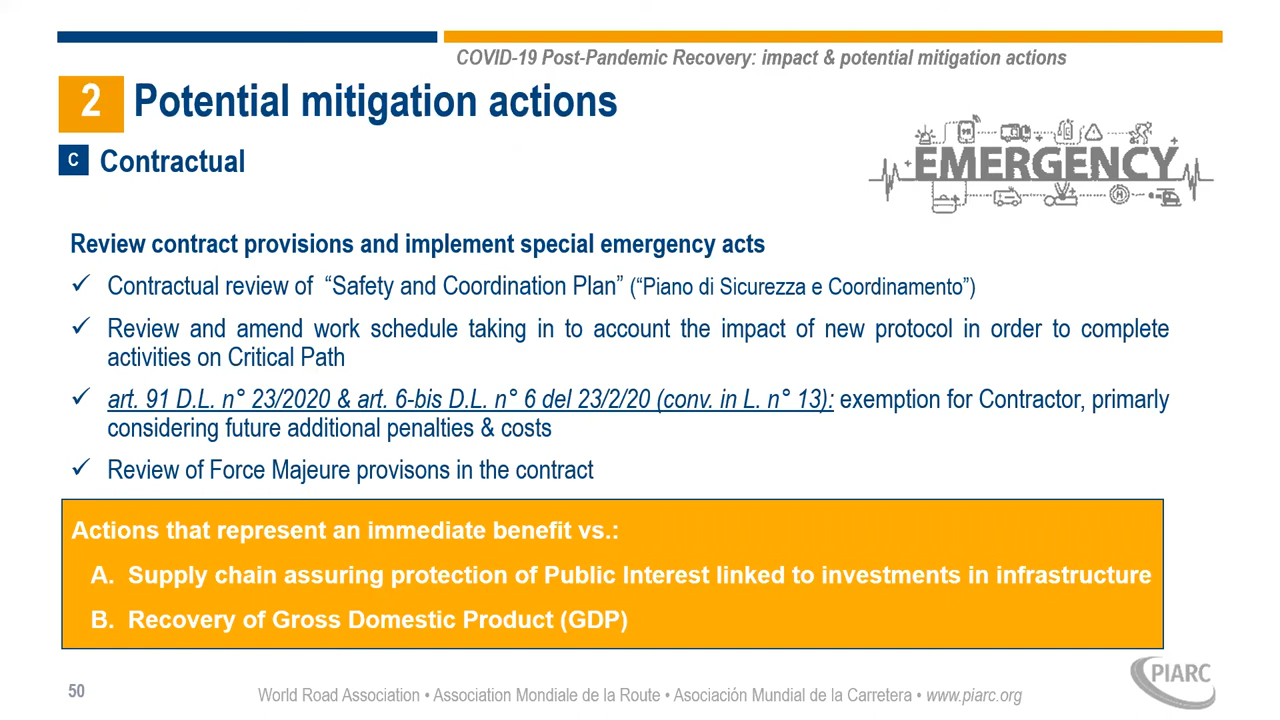 COVID-19 Post-Pandemic Recovery: impact & potential mitigation actions
2 Potential mitigation actions
C Contractual
EMERGENCY
Review contract provisions and implement special emergency acts
✓ Contractual review of “Safety and Coordination Plan” (“Piano di Sicurezza e Coordinamento”)
✓ Review and amend work schedule taking in to account the impact of new protocol in order to complete
activities on Critical Path
✓ art. 91 D.L. n° 23/2020 & art. 6-bis D.L. n° 6 del 23/2/20 (conv. in L. n° 13): exemption for Contractor, primarly
considering future additional penalties & costs
✓ Review of Force Majeure provisons in the contract
Actions that represent an immediate benefit vs.:
A. Supply chain assuring protection of Public Interest linked to investments in infrastructure
B. Recovery of Gross Domestic Product (GDP)
50
World Road Association • Association Mondiale de la Route • Asociación Mundial de la Carretera • www.piarc.org
PIARC